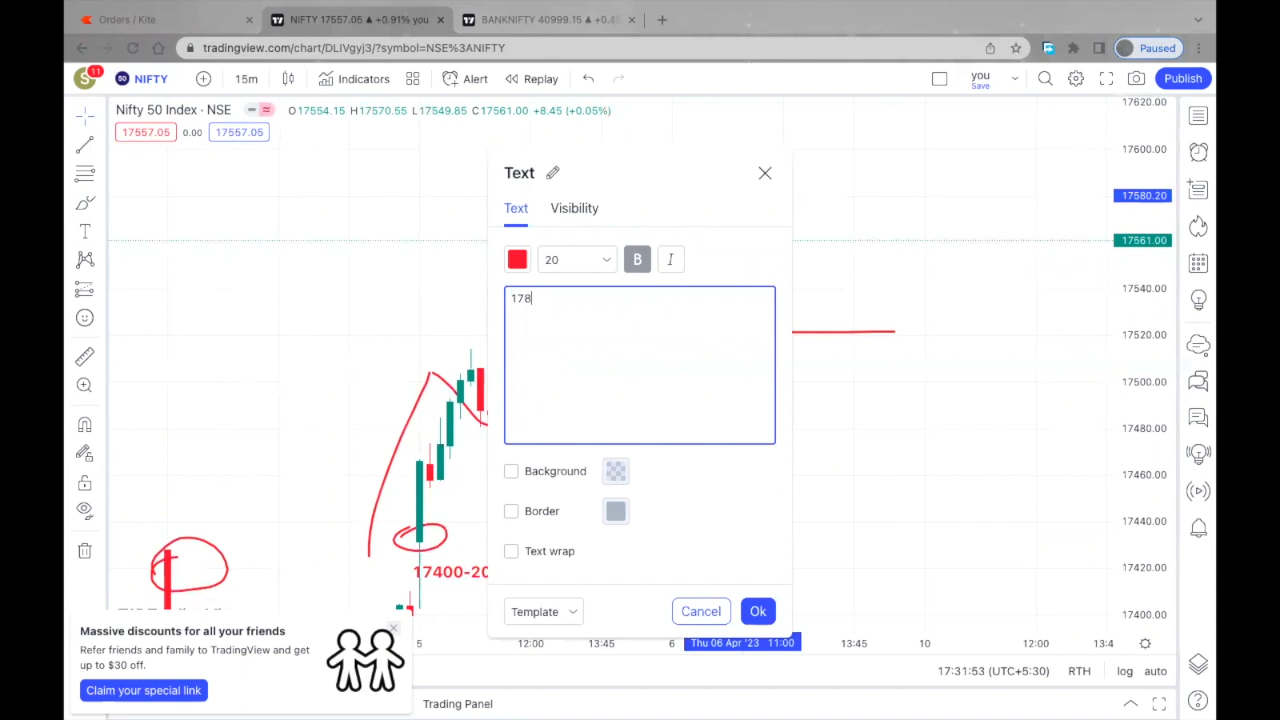 Orders / Kite
NIFTY 17557.05 ▲ +0.91% you
BANKNIFTY 40999.15 ▲ +0.4
tradingview.com/chart/DLIVgyj3/?symbol=NSE%3ANIFTY
Paused
S 11
50 NIFTY
15m
Indicators
Alert
Replay
you
Save
Publish
Nifty 50 Index · NSE
O17554.15 H17570.55 L17549.85 C17561.00 +8.45 (+0.05%)
17557.05 0.00 17557.05
17620.00
17600.00
17580.20
17561.00
17540.00
17520.00
17500.00
17480.00
17460.00
17440.00
17420.00
17400.00
Text
Text Visibility
20 B I
178
Background
Border
Text wrap
Template
Cancel
Ok
17400-20
Massive discounts for all your friends
Refer friends and family to TradingView and get
up to $30 off.
Claim your special link
5 12:00 13:45 6 Thu 06 Apr '23 11:00 13:45 10 12:00 13:4
17:31:53 (UTC+5:30) RTH log auto
Trading Panel